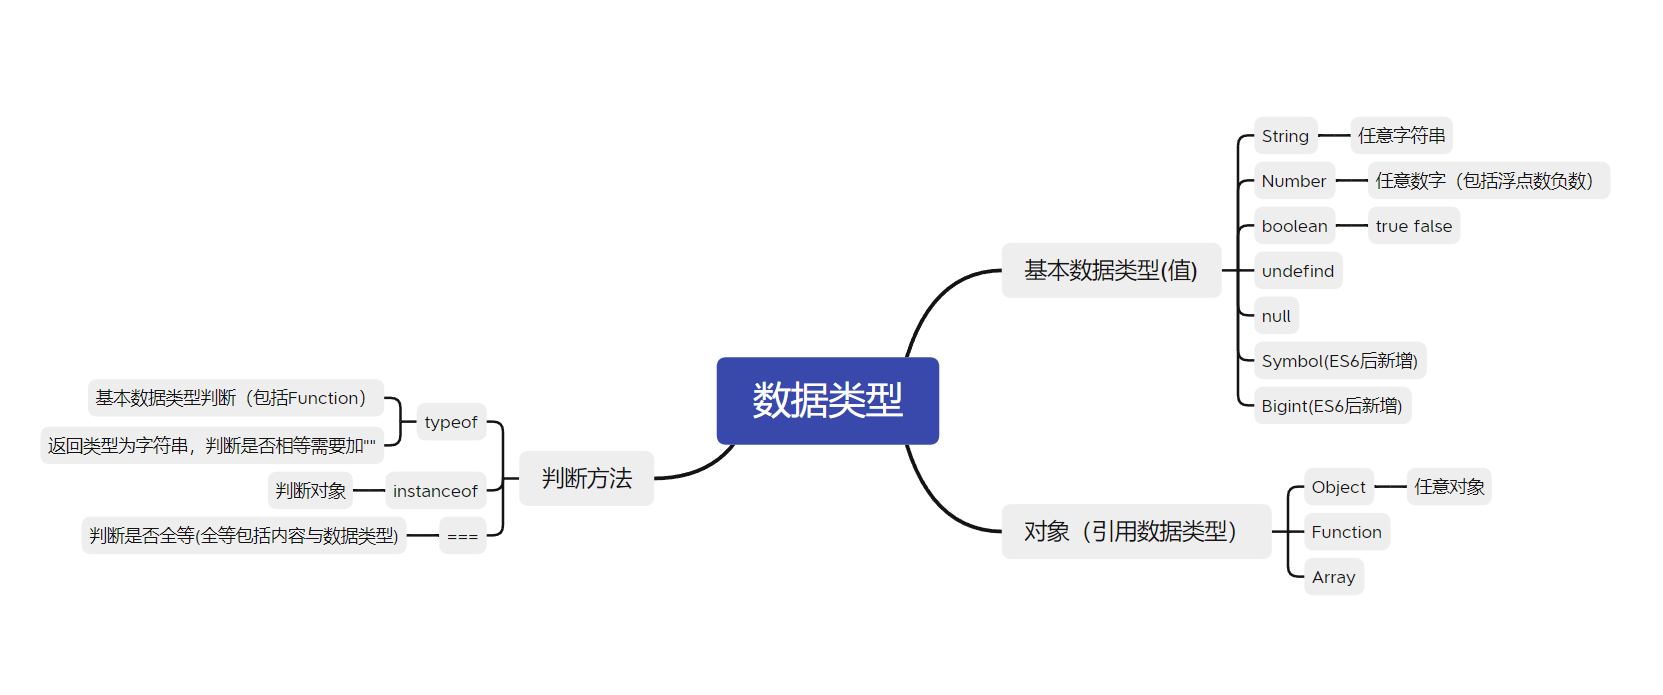 数据类型
基本数据类型(值)
String
任意字符串
Number
任意数字（包括浮点数负数）
boolean
true false
undefind
null
Symbol(ES6后新增)
Bigint(ES6后新增)
对象（引用数据类型）
Object
任意对象
Function
Array
判断方法
typeof
基本数据类型判断（包括Function）
返回类型为字符串，判断是否相等需要加""
instanceof
判断对象
===
判断是否全等(全等包括内容与数据类型)